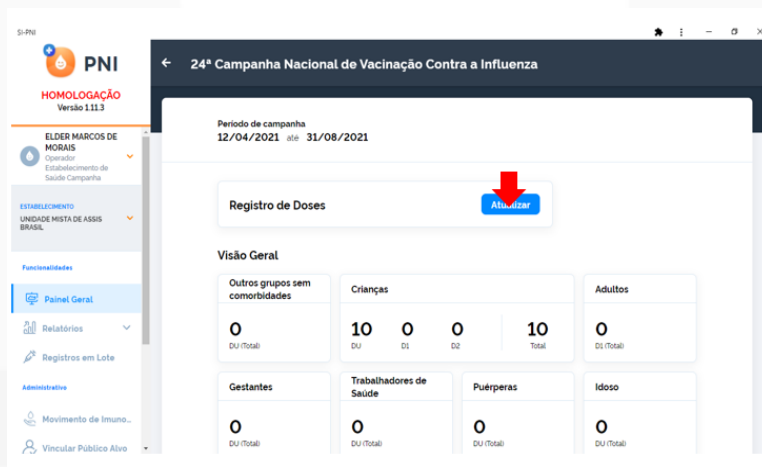 SI-PNI
PNI
HOMOLOGAÇÃO
Versão 1.11.3
ELDER MARCOS DE
MORAIS
Operador
Estabelecimento de
Saúde Campanha
ESTABELECIMENTO
UNIDADE MISTA DE ASSIS
BRASIL
Funcionalidades
Painel Geral
Relatórios
Registros em Lote
Administrativo
Movimento de Imuno...
Vincular Público Alvo
24ª Campanha Nacional de Vacinação Contra a Influenza
Período de campanha
12/04/2021 até 31/08/2021
Registro de Doses
Atualizar
Visão Geral
Outros grupos sem
comorbidades
0
DU (Total)
Crianças
10 0 0 10
DU D1 D2 Total
Adultos
0
D1 (Total)
Gestantes
0
DU (Total)
Trabalhadores de
Saúde
0
DU (Total)
Puérperas
0
DU (Total)
Idoso
0
DU (Total)